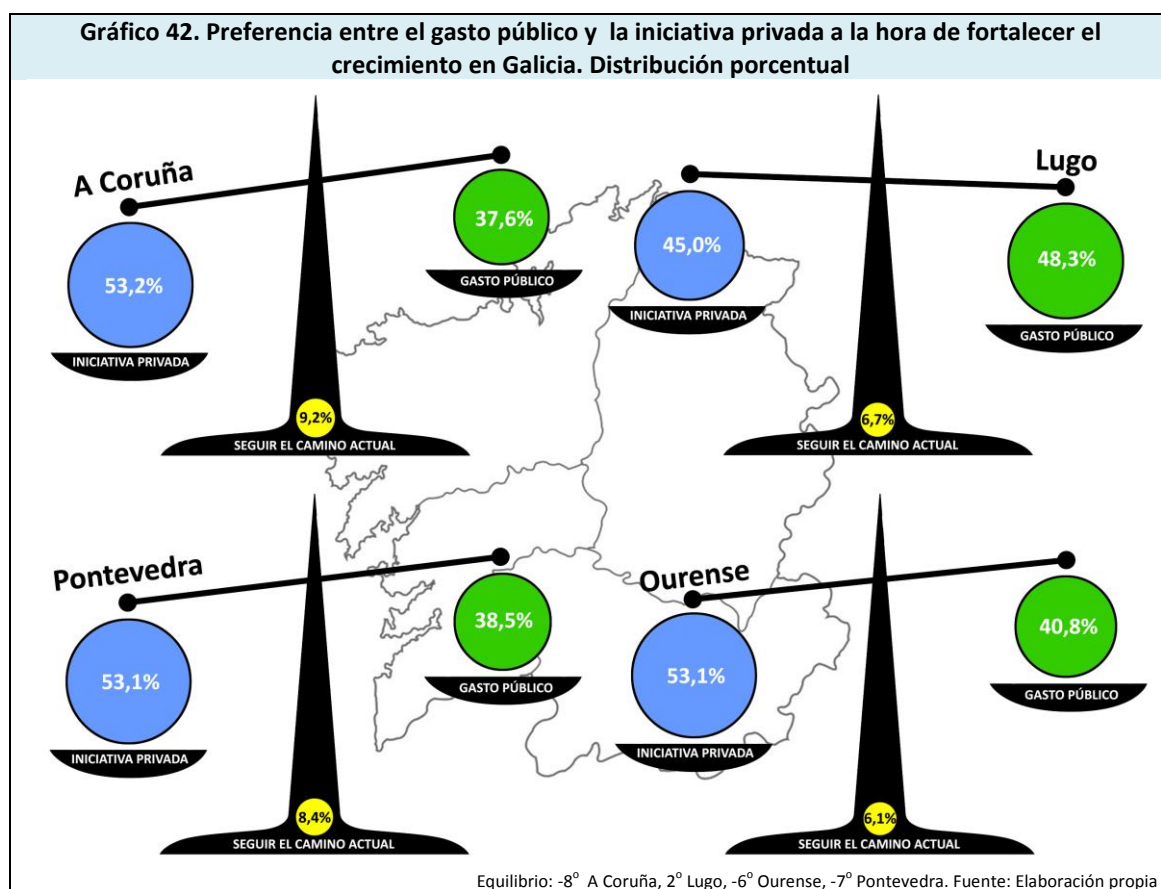 Gráfico 42. Preferencia entre el gasto público y la iniciativa privada a la hora de fortalecer el
crecimiento en Galicia. Distribución porcentual
A Coruña
53,2%
INICIATIVA PRIVADA
37,6%
GASTO PÚBLICO
9,2%
SEGUIR EL CAMINO ACTUAL
Lugo
45,0%
INICIATIVA PRIVADA
48,3%
GASTO PÚBLICO
6,7%
SEGUIR EL CAMINO ACTUAL
Pontevedra
53,1%
INICIATIVA PRIVADA
38,5%
GASTO PÚBLICO
8,4%
SEGUIR EL CAMINO ACTUAL
Ourense
53,1%
INICIATIVA PRIVADA
40,8%
GASTO PÚBLICO
6,1%
SEGUIR EL CAMINO ACTUAL
Equilibrio: -8° A Coruña, 2° Lugo, -6° Ourense, -7° Pontevedra. Fuente: Elaboración propia